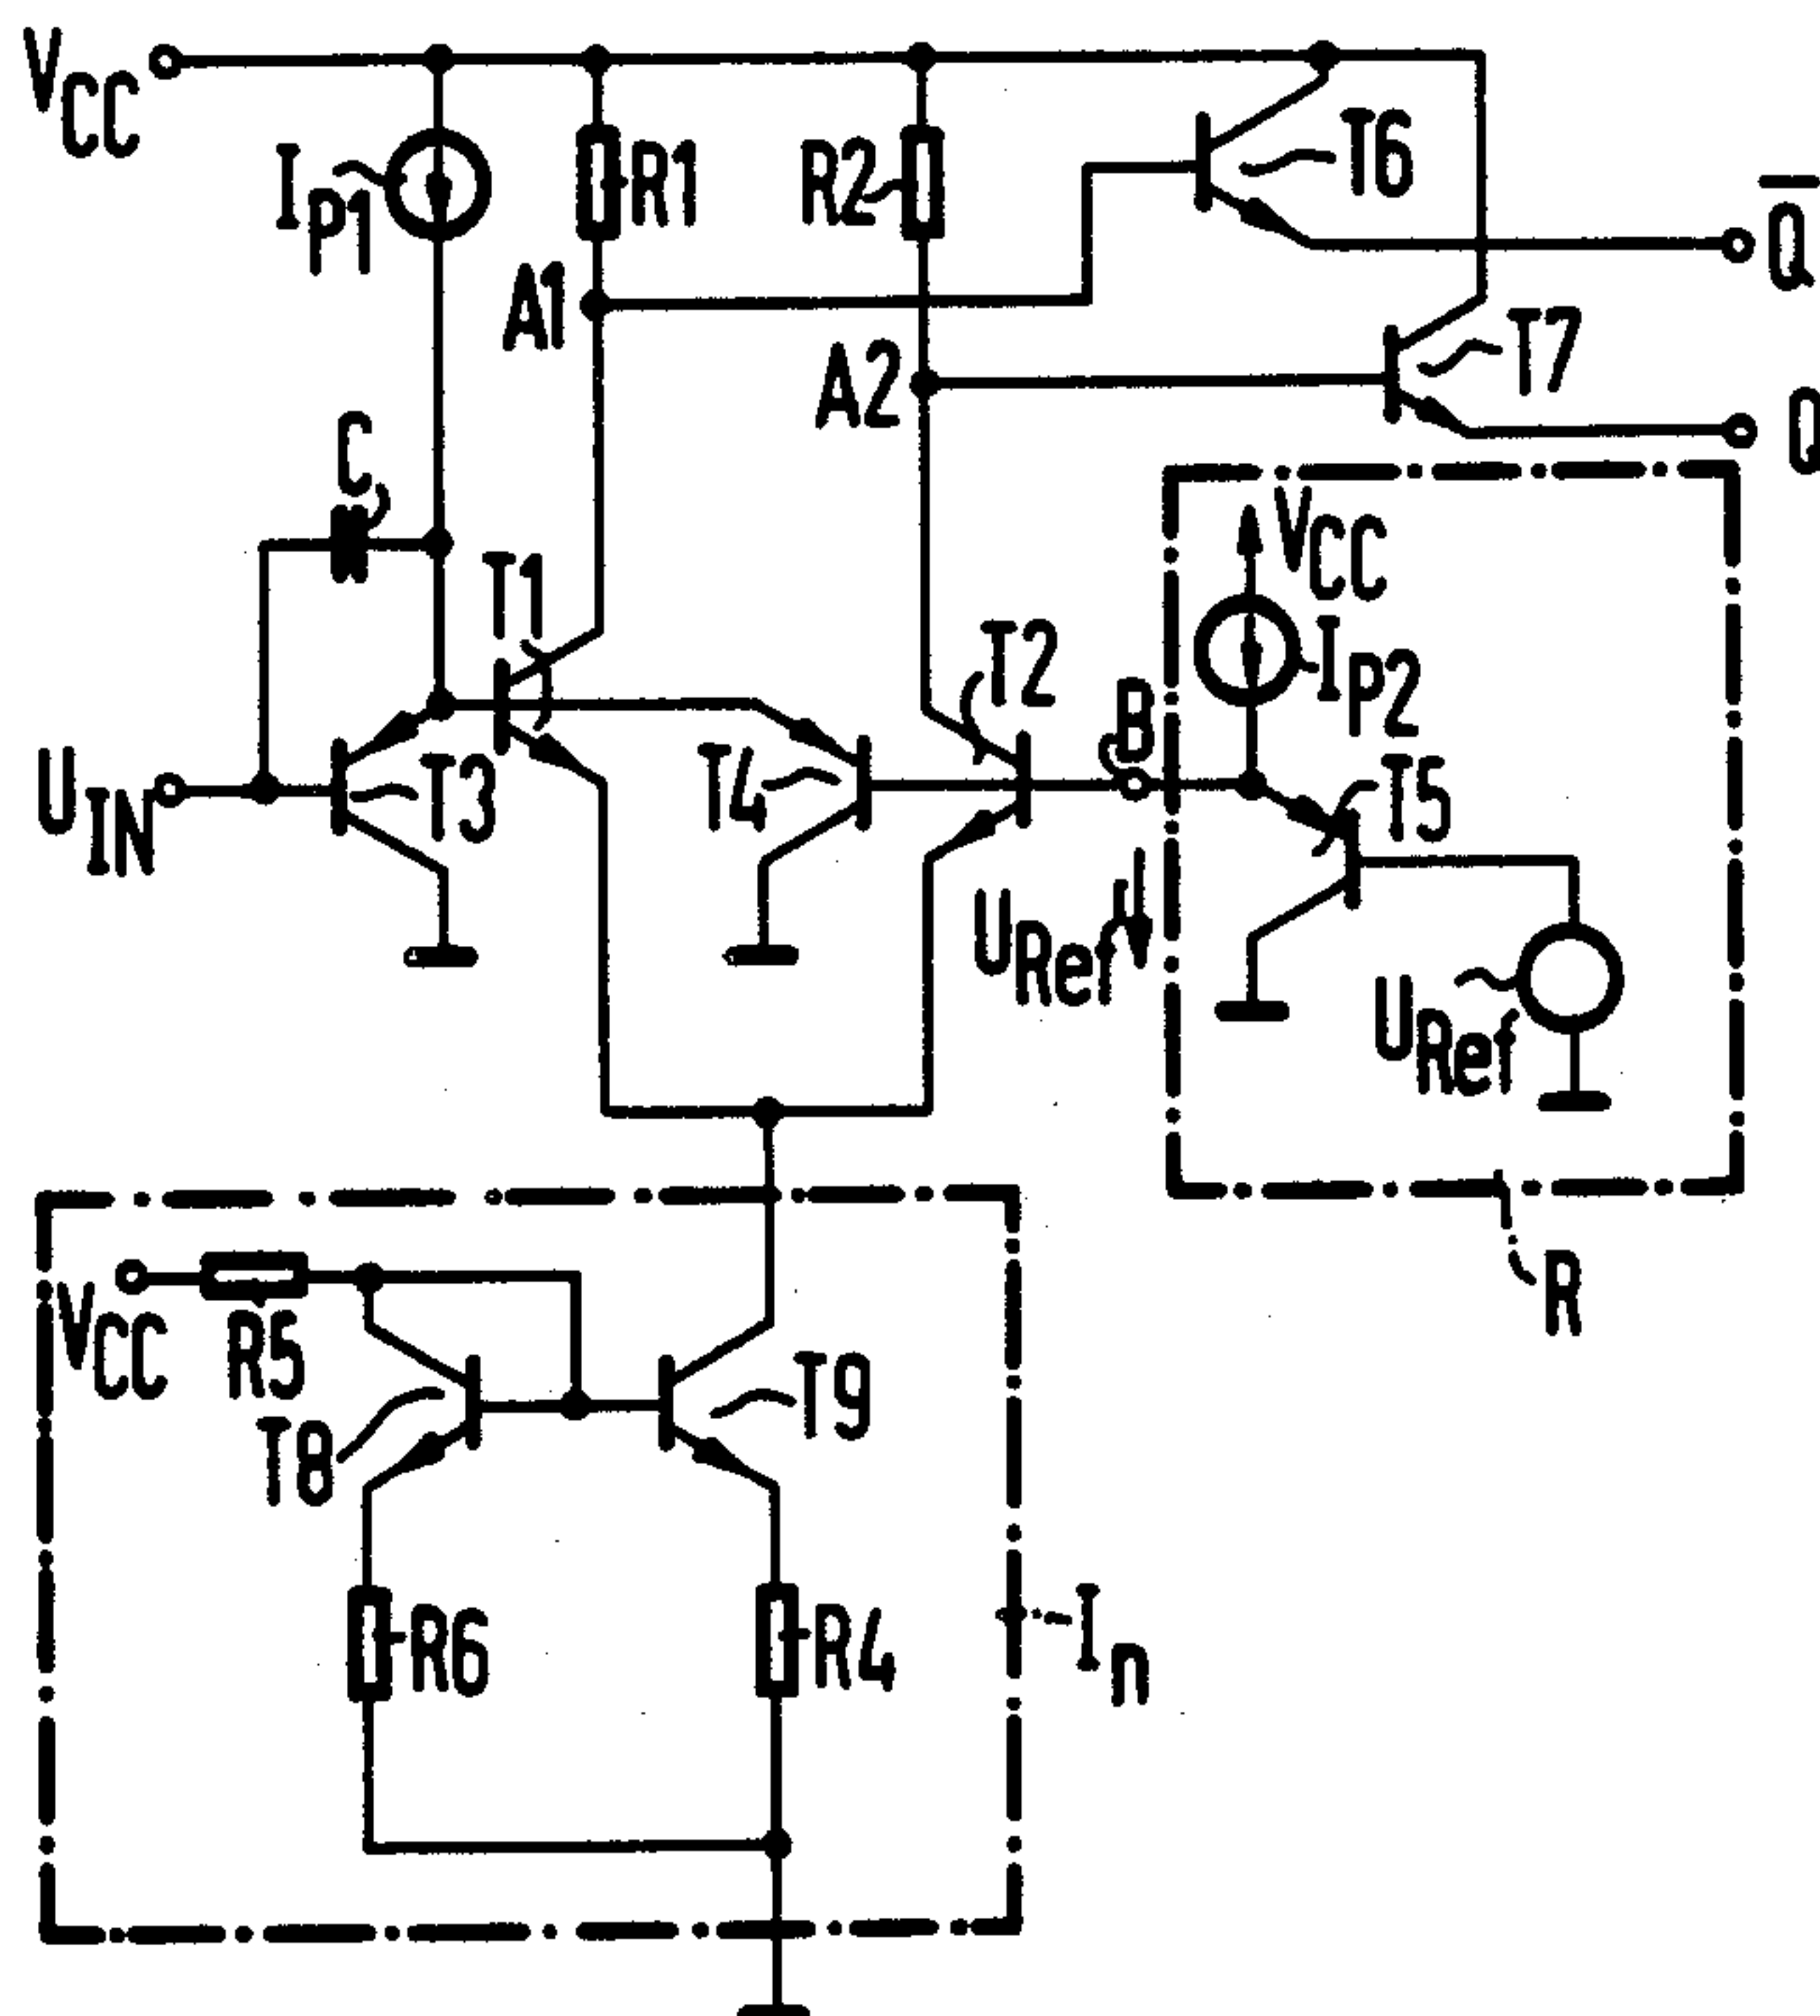 VCC
IP1
R1
R2
T6
Q̅
A1
T7
A2
C
Q
T1
VCC
T2
IP2
B
UIN
T3
T4
T5
URef'
URef
R
VCC
R5
T9
T8
R6
R4
In